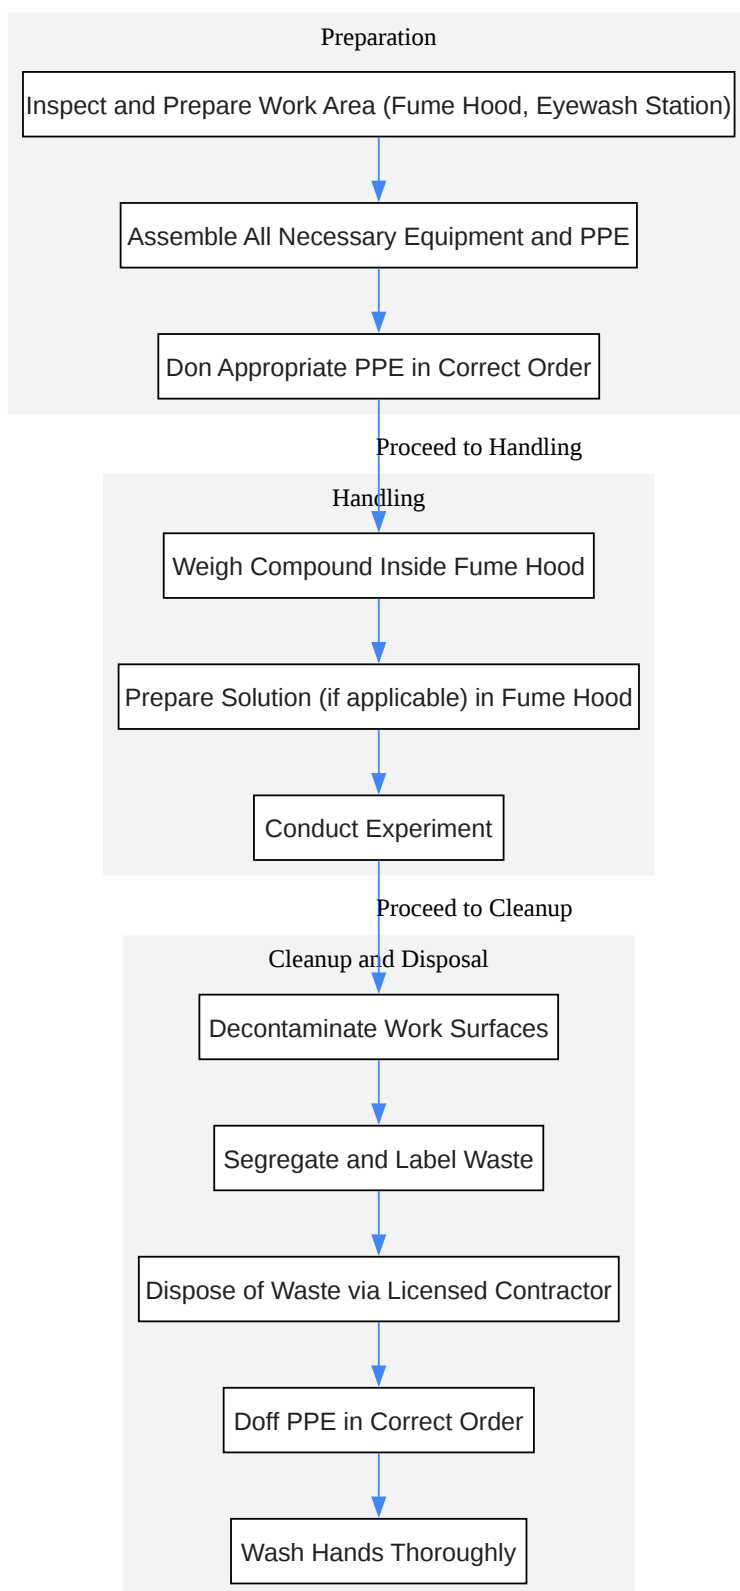 Preparation
Inspect and Prepare Work Area (Fume Hood, Eyewash Station)
Assemble All Necessary Equipment and PPE
Don Appropriate PPE in Correct Order
Proceed to Handling
Handling
Weigh Compound Inside Fume Hood
Prepare Solution (if applicable) in Fume Hood
Conduct Experiment
Proceed to Cleanup
Cleanup and Disposal
Decontaminate Work Surfaces
Segregate and Label Waste
Dispose of Waste via Licensed Contractor
Doff PPE in Correct Order
Wash Hands Thoroughly